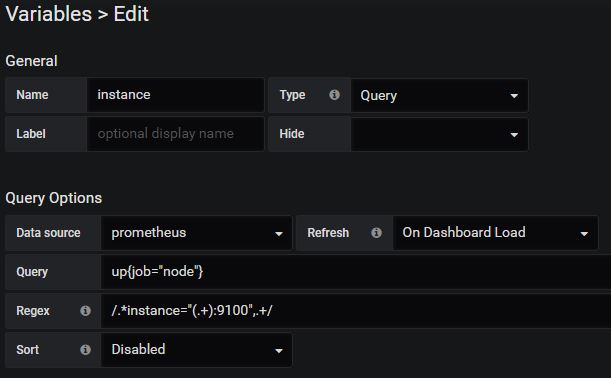 Variables > Edit
General
Name instance Type Query
Label optional display name Hide
Query Options
Data source prometheus Refresh On Dashboard Load
Query up{job="node"}
Regex /.*instance="(.+):9100",.+/
Sort Disabled